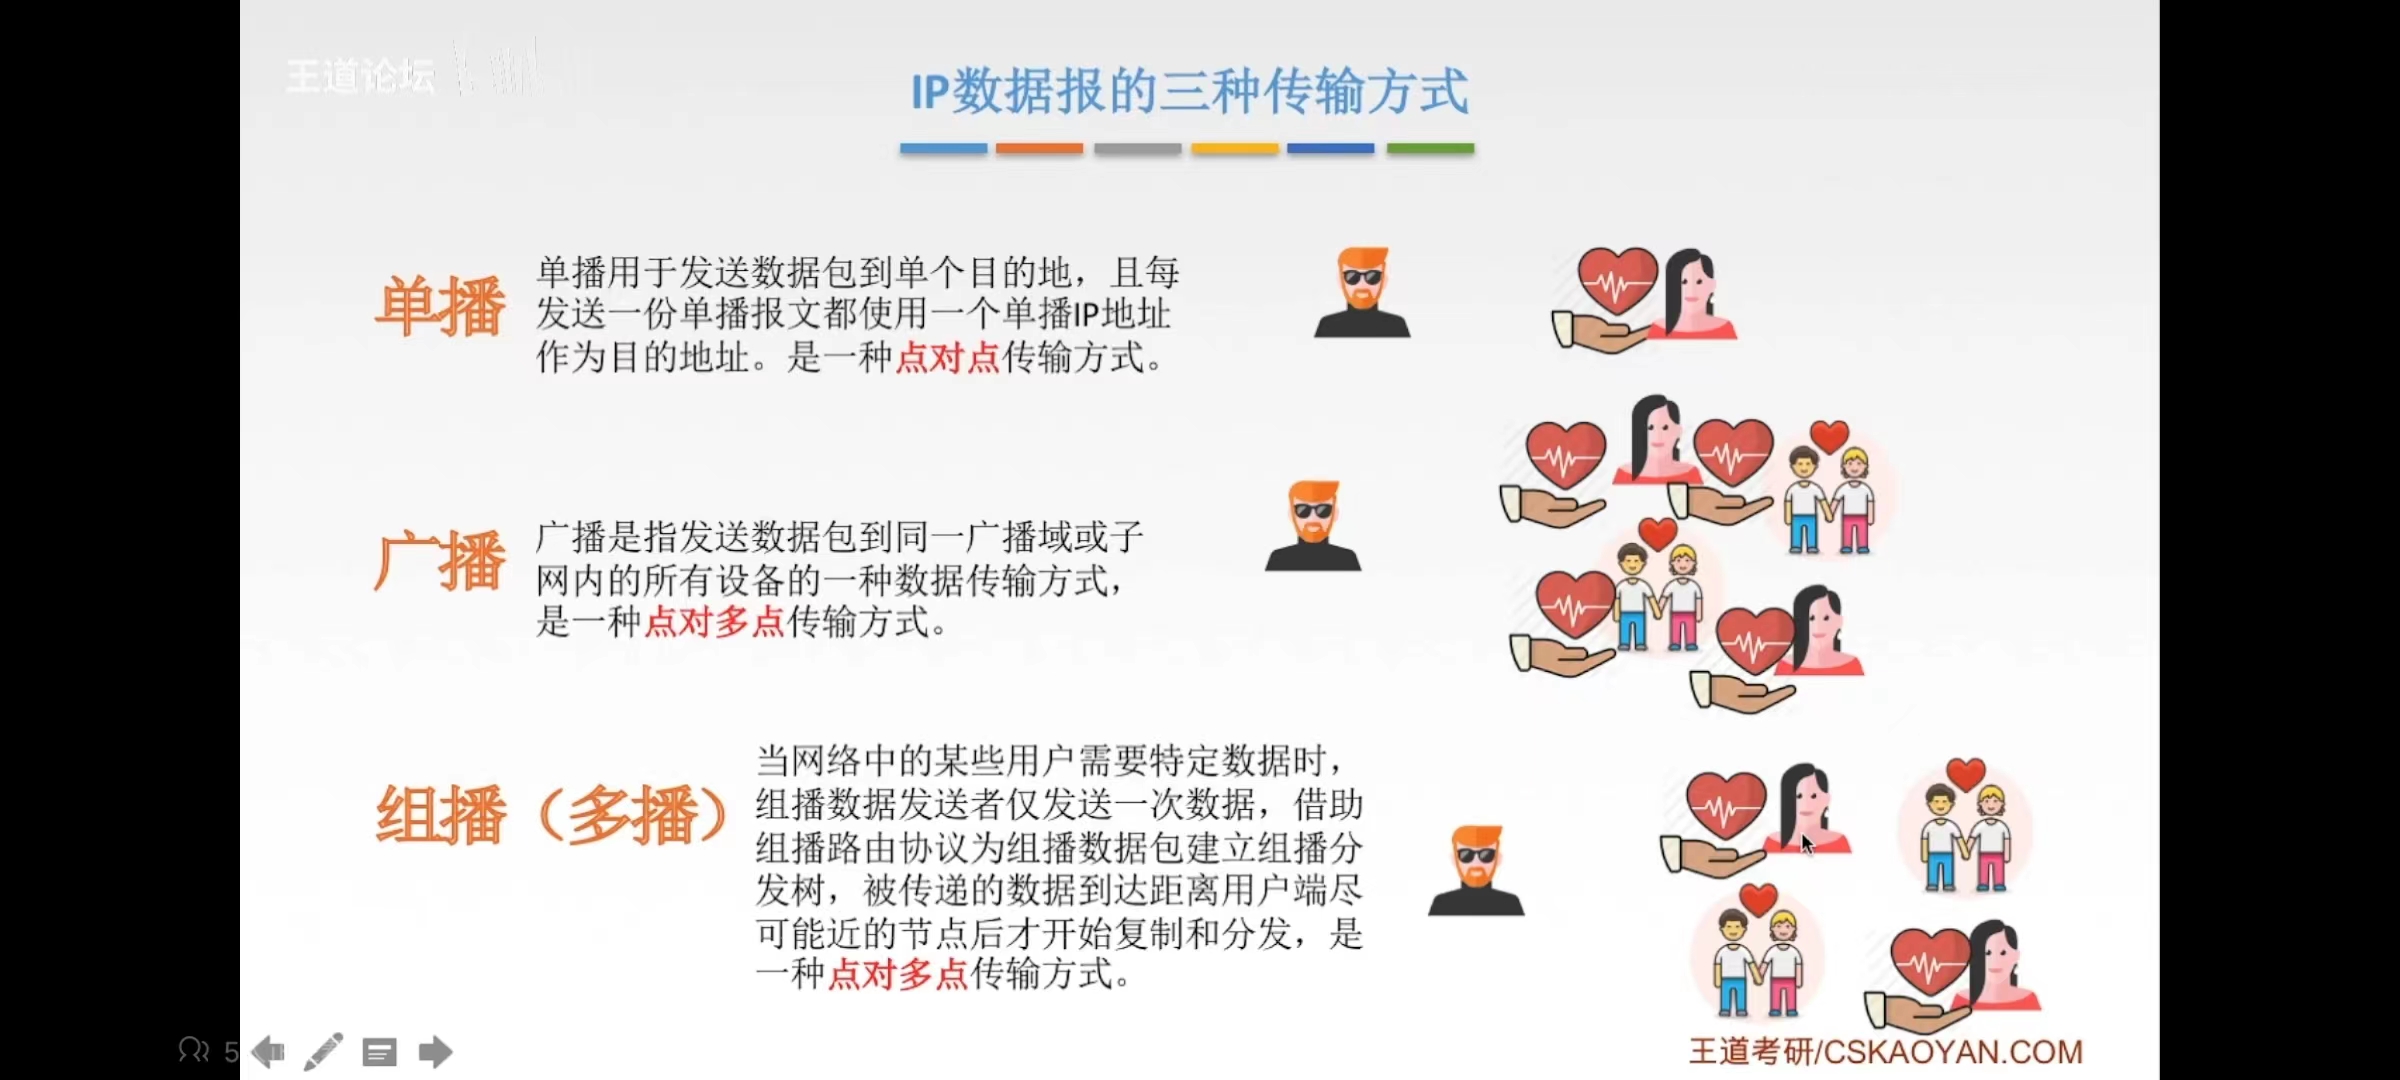 王道论坛
IP数据报的三种传输方式
单播
单播用于发送数据包到单个目的地，且每
发送一份单播报文都使用一个单播IP地址
作为目的地址。是一种点对点传输方式。
广播
广播是指发送数据包到同一广播域或子
网内的所有设备的一种数据传输方式，
是一种点对多点传输方式。
组播（多播）
当网络中的某些用户需要特定数据时，
组播数据发送者仅发送一次数据，借助
组播路由协议为组播数据包建立组播分
发树，被传递的数据到达距离用户端尽
可能近的节点后才开始复制和分发，是
一种点对多点传输方式。
5
王道考研/CSKAOYAN.COM